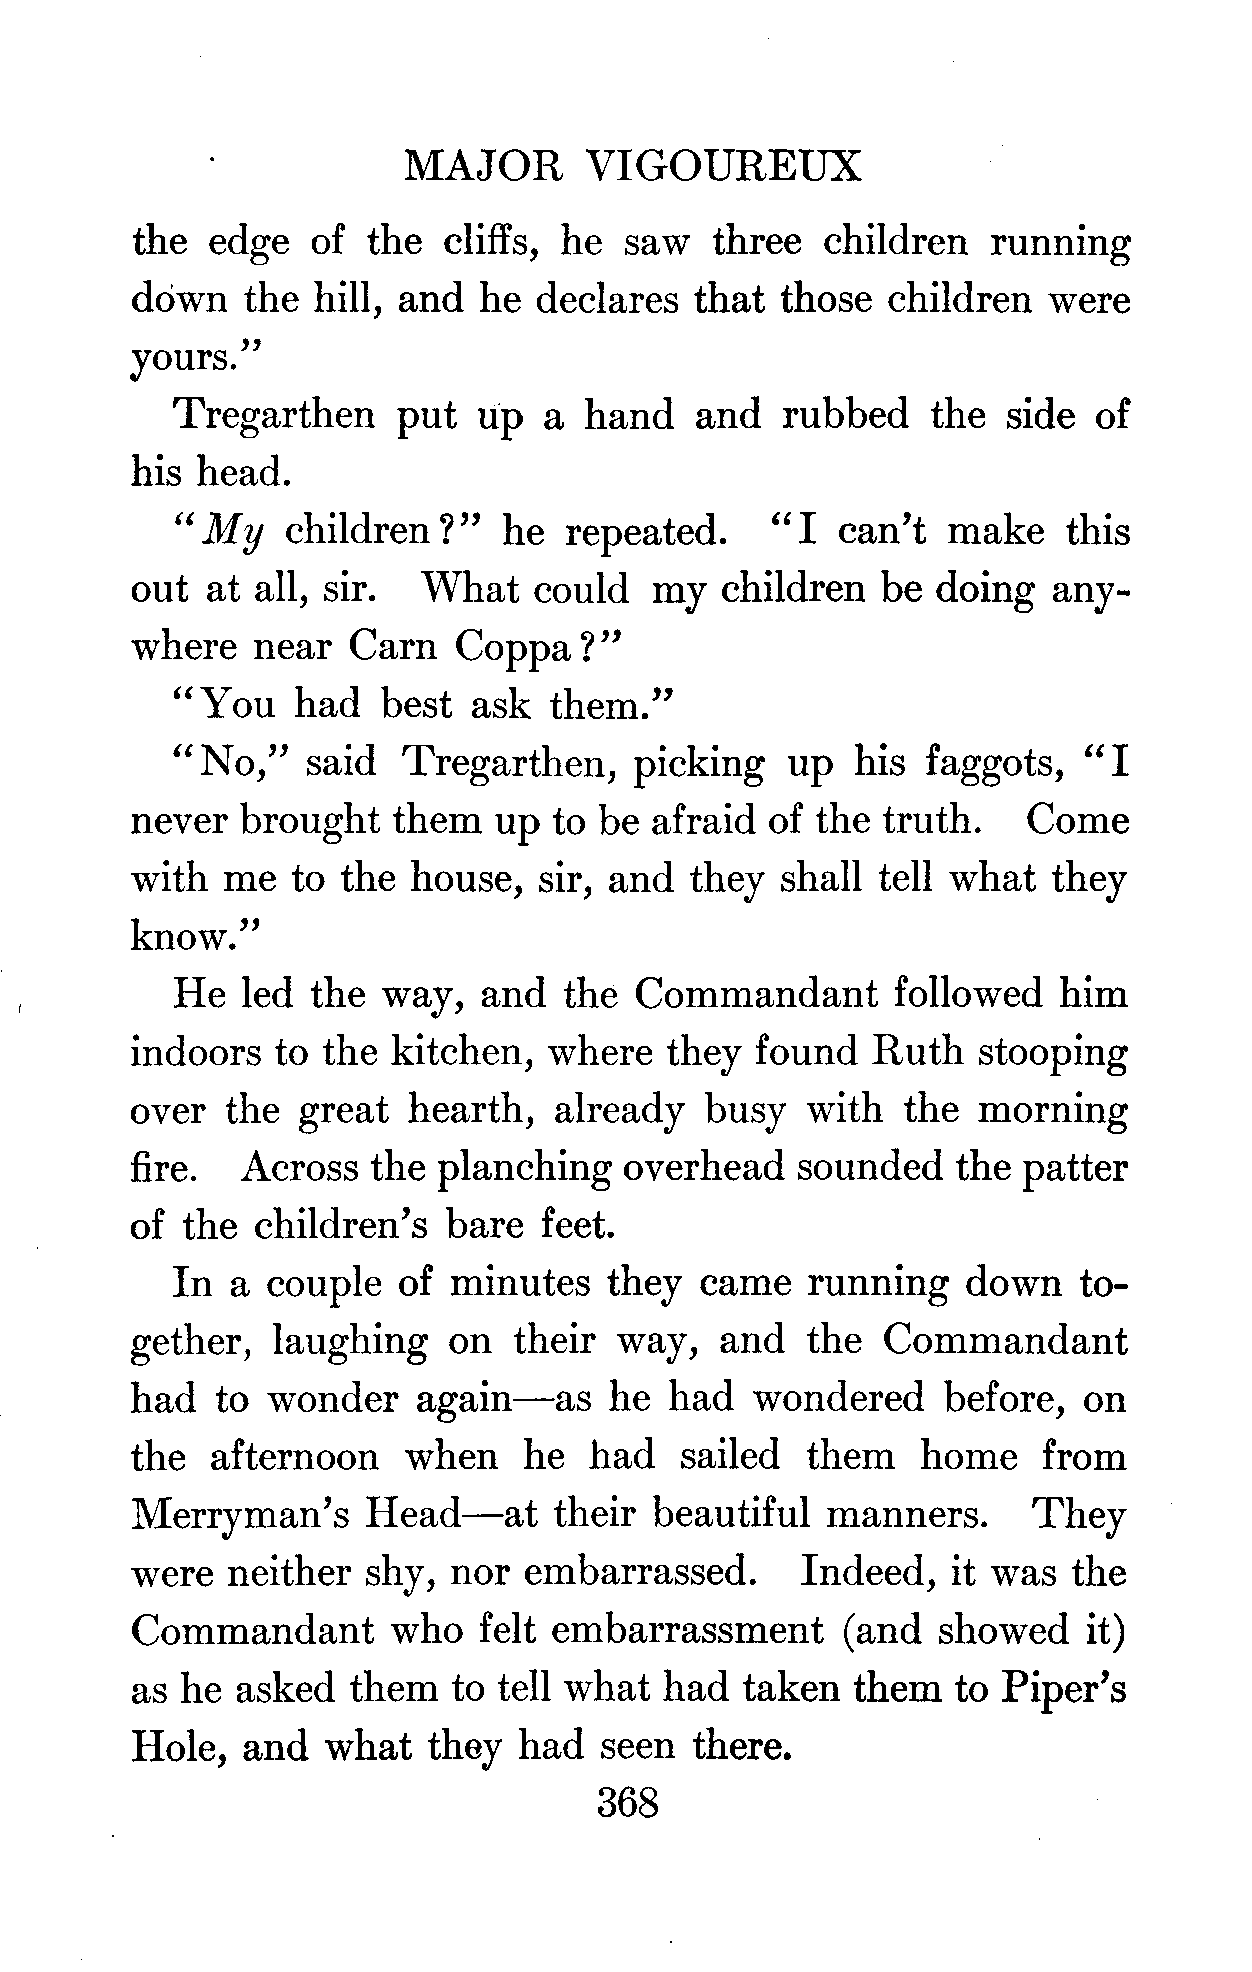 MAJOR VIGOUREUX
the edge of the cliffs, he saw three children running
down the hill, and he declares that those children were
yours."
Tregarthen put up a hand and rubbed the side of
his head.
"My children?" he repeated. "I can't make this
out at all, sir. What could my children be doing any-
where near Carn Coppa?"
"You had best ask them."
"No," said Tregarthen, picking up his faggots, "I
never brought them up to be afraid of the truth. Come
with me to the house, sir, and they shall tell what they
know."
He led the way, and the Commandant followed him
indoors to the kitchen, where they found Ruth stooping
over the great hearth, already busy with the morning
fire. Across the planching overhead sounded the patter
of the children's bare feet.
In a couple of minutes they came running down to-
gether, laughing on their way, and the Commandant
had to wonder again—as he had wondered before, on
the afternoon when he had sailed them home from
Merryman's Head—at their beautiful manners. They
were neither shy, nor embarrassed. Indeed, it was the
Commandant who felt embarrassment (and showed it)
as he asked them to tell what had taken them to Piper's
Hole, and what they had seen there.
368